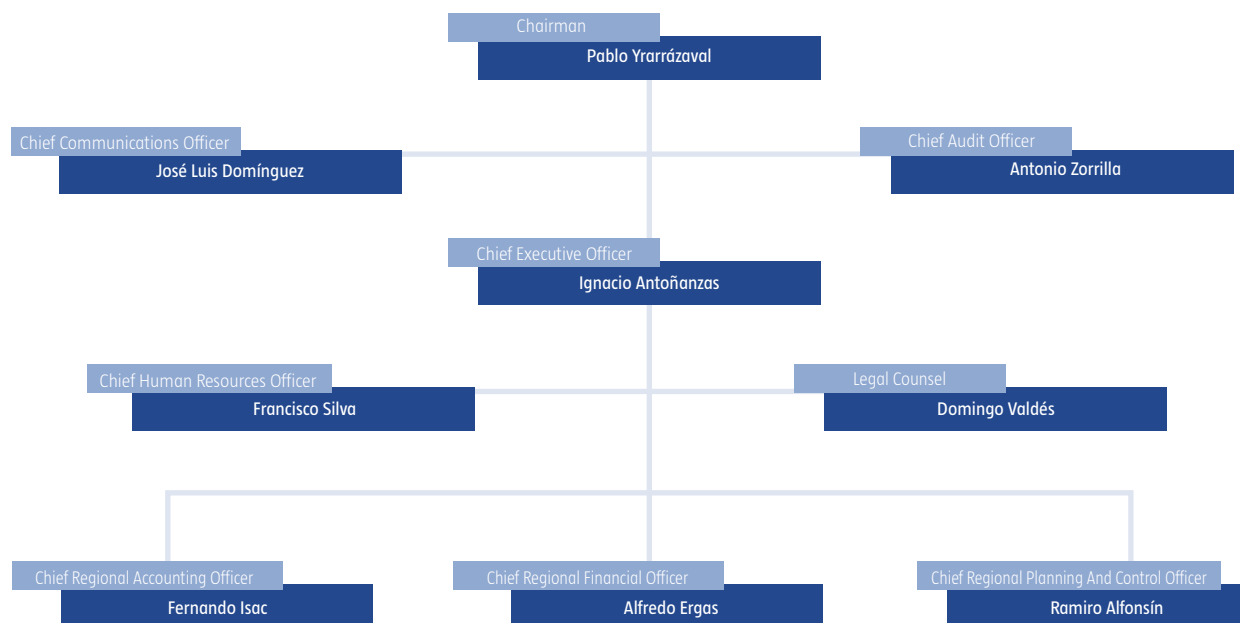 Chairman
Pablo Yrarrázaval
Chief Communications Officer
José Luis Domínguez
Chief Audit Officer
Antonio Zorrilla
Chief Executive Officer
Ignacio Antoñanzas
Chief Human Resources Officer
Francisco Silva
Legal Counsel
Domingo Valdés
Chief Regional Accounting Officer
Fernando Isac
Chief Regional Financial Officer
Alfredo Ergas
Chief Regional Planning And Control Officer
Ramiro Alfonsín